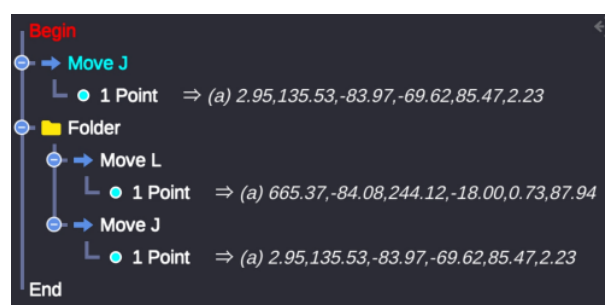 Begin
Move J
1 Point ⇒ (a) 2.95,135.53,-83.97,-69.62,85.47,2.23
Folder
Move L
1 Point ⇒ (a) 665.37,-84.08,244.12,-18.00,0.73,87.94
Move J
1 Point ⇒ (a) 2.95,135.53,-83.97,-69.62,85.47,2.23
End